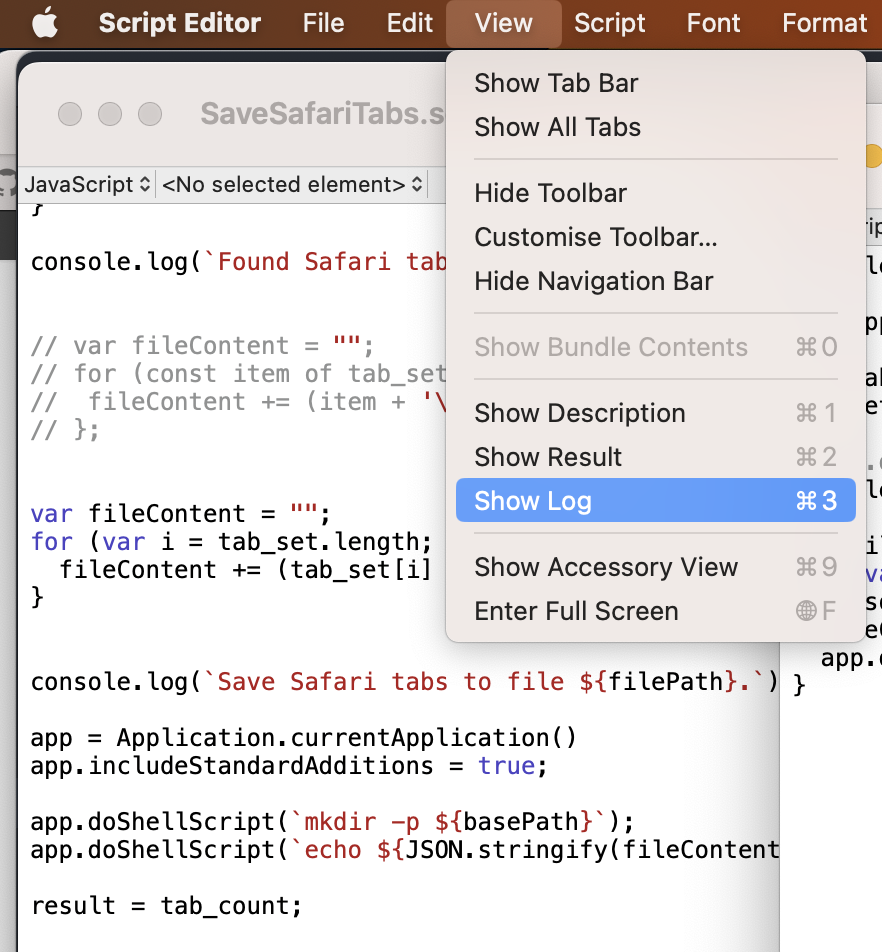 Script Editor File Edit View Script Font Format
SaveSafariTabs.s
JavaScript <No selected element>
}
console.log(`Found Safari tab
// var fileContent = "";
// for (const item of tab_set
//  fileContent += (item + '\
// };
var fileContent = "";
for (var i = tab_set.length;
  fileContent += (tab_set[i]
}
console.log(`Save Safari tabs to file ${filePath}.`)
app = Application.currentApplication()
app.includeStandardAdditions = true;
app.doShellScript(`mkdir -p ${basePath}`);
app.doShellScript(`echo ${JSON.stringify(fileContent
result = tab_count;
Show Tab Bar
Show All Tabs
Hide Toolbar
Customise Toolbar...
Hide Navigation Bar
Show Bundle Contents ⌘0
Show Description ⌘1
Show Result ⌘2
Show Log ⌘3
Show Accessory View ⌘9
Enter Full Screen 🌐F
app.
}